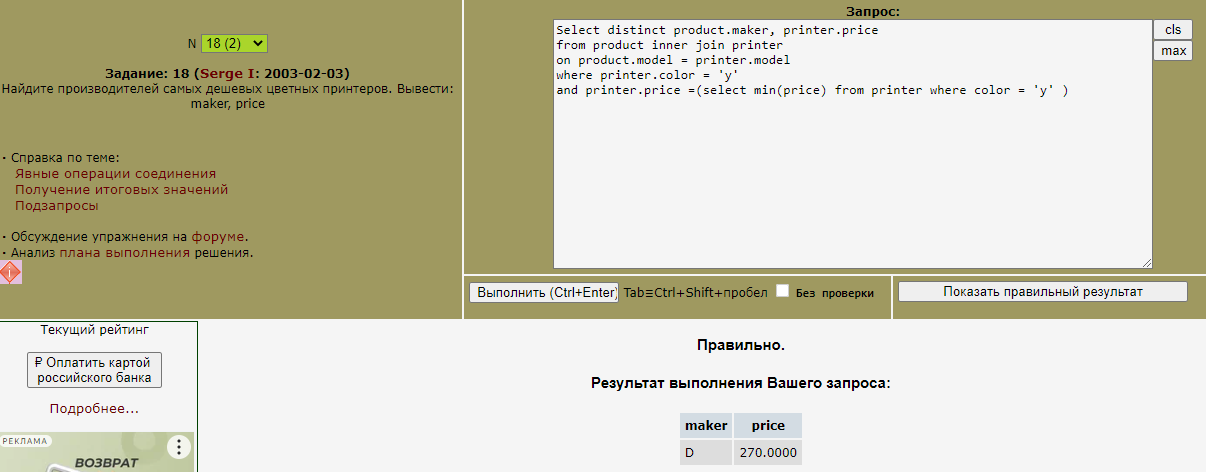 N 18 (2)
Задание: 18 (Serge I: 2003-02-03)
Найдите производителей самых дешевых цветных принтеров. Вывести:
maker, price
· Справка по теме:
Явные операции соединения
Получение итоговых значений
Подзапросы
· Обсуждение упражнения на форуме.
· Анализ плана выполнения решения.
Запрос:
Select distinct product.maker, printer.price
from product inner join printer
on product.model = printer.model
where printer.color = 'y'
and printer.price =(select min(price) from printer where color = 'y' )
cls
max
Выполнить (Ctrl+Enter) Tab≡Ctrl+Shift+пробел Без проверки
Показать правильный результат
Текущий рейтинг
₽ Оплатить картой
российского банка
Подробнее...
РЕКЛАМА
ВОЗВРАТ
Правильно.
Результат выполнения Вашего запроса:
maker price
D 270.0000